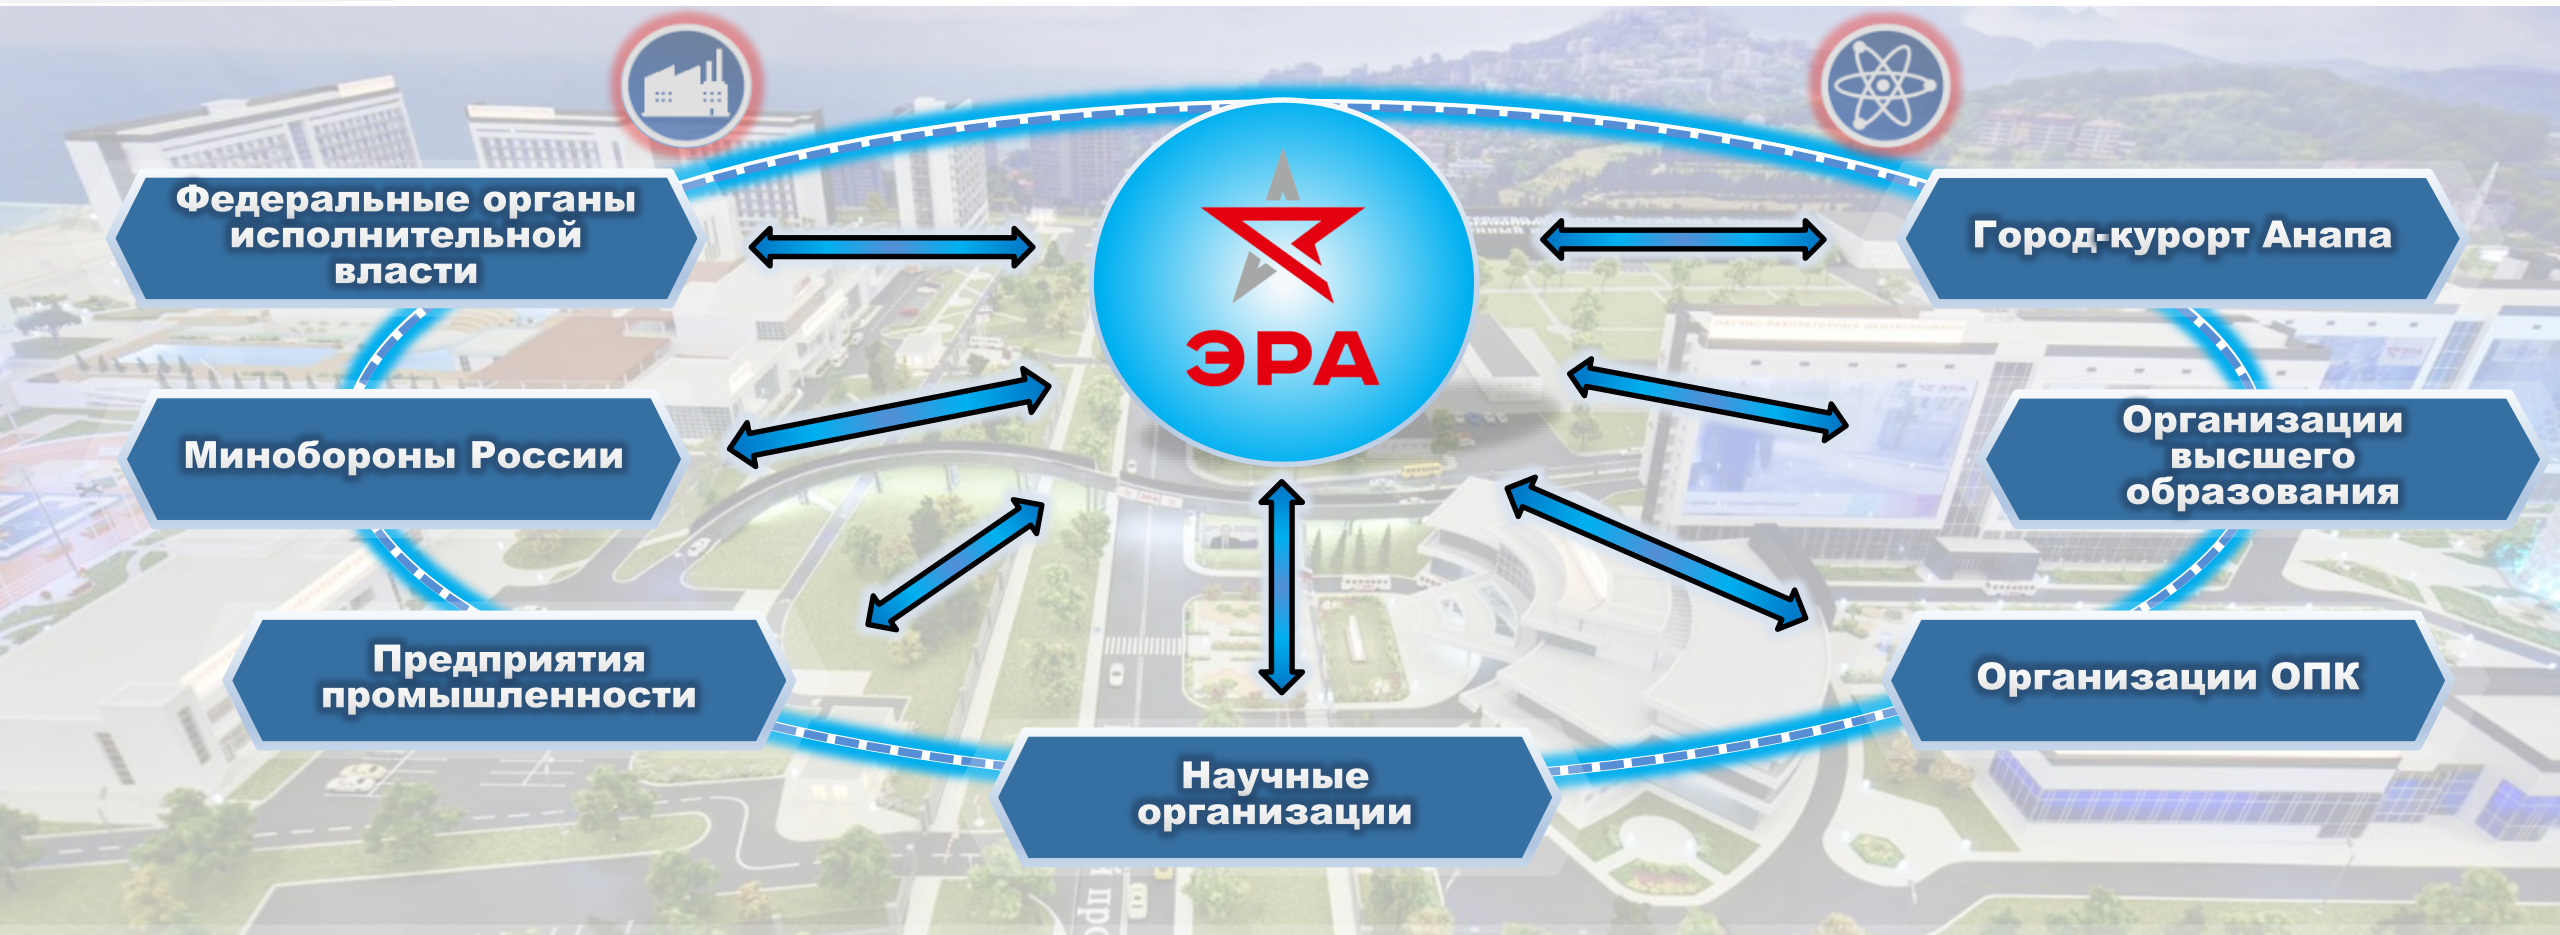 ЭРА
Федеральные органы
исполнительной
власти
Город-курорт Анапа
Минобороны России
Организации
высшего
образования
Предприятия
промышленности
Организации ОПК
Научные
организации